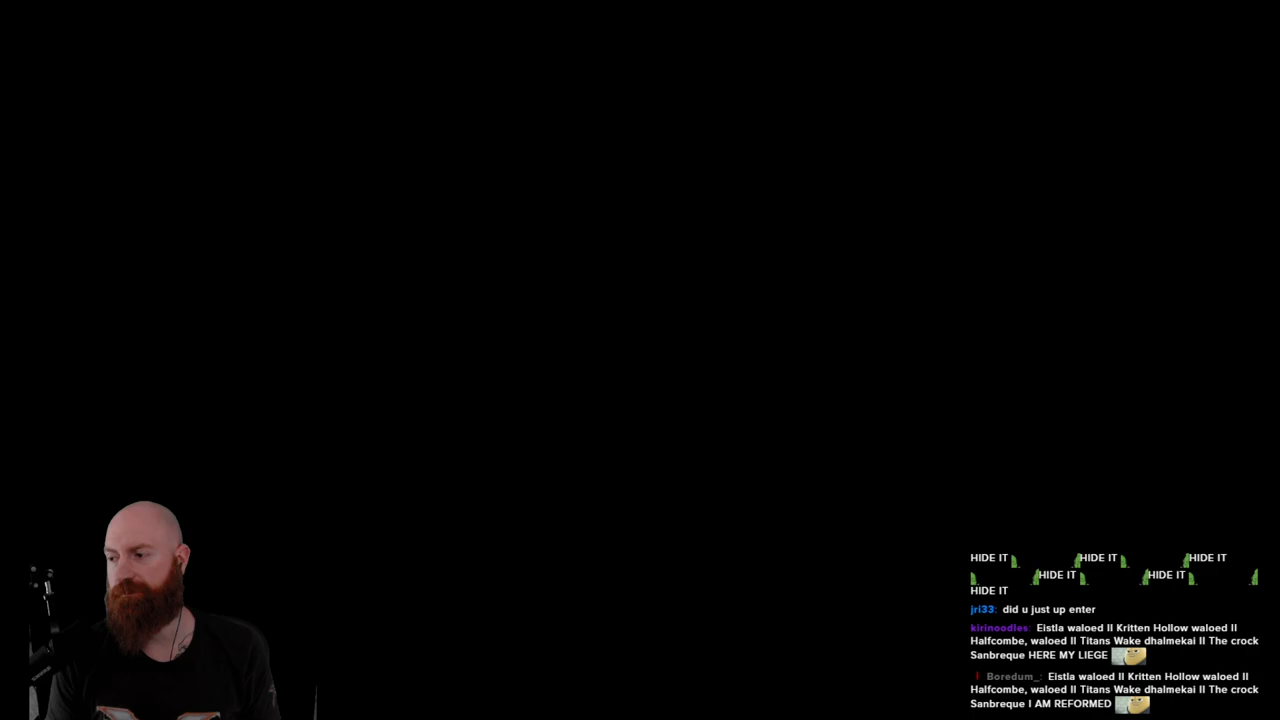 HIDE IT HIDE IT HIDE IT
HIDE IT HIDE IT
HIDE IT
jri33: did u just up enter
kirinoodles: Eistla waloed II Kritten Hollow waloed II
Halfcombe, waloed II Titans Wake dhalmekai II The crock
Sanbreque HERE MY LIEGE
Boredum_: Eistla waloed II Kritten Hollow waloed II
Halfcombe, waloed II Titans Wake dhalmekai II The crock
Sanbreque I AM REFORMED